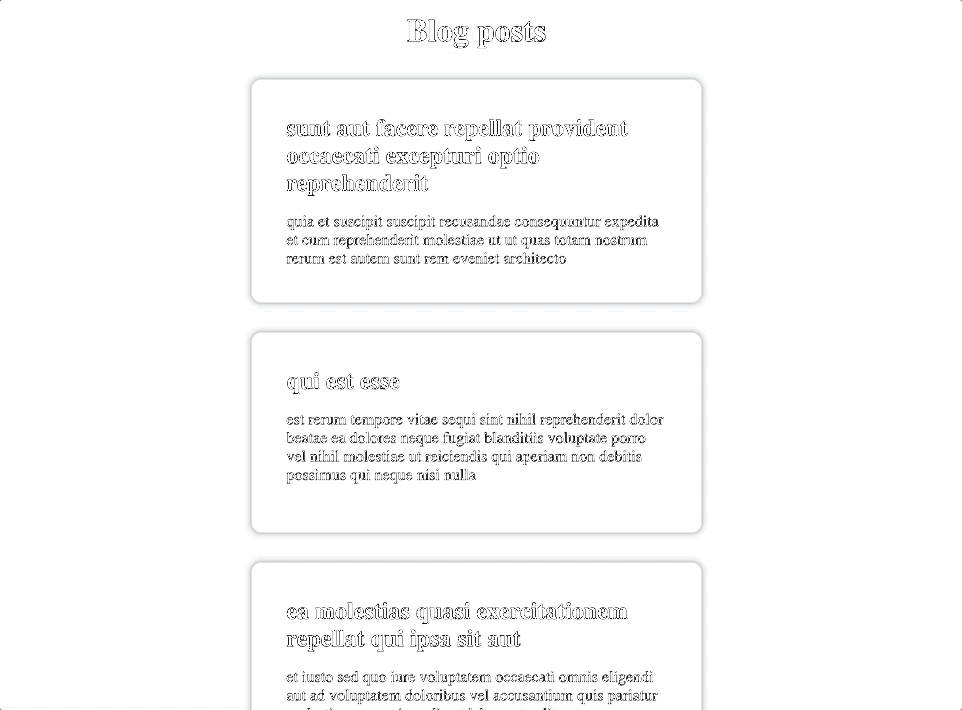 Blog posts
sunt aut facere repellat provident
occaecati excepturi optio
reprehenderit
quia et suscipit suscipit recusandae consequuntur expedita
et cum reprehenderit molestiae ut ut quas totam nostrum
rerum est autem sunt rem eveniet architecto
qui est esse
est rerum tempore vitae sequi sint nihil reprehenderit dolor
beatae ea dolores neque fugiat blanditiis voluptate porro
vel nihil molestiae ut reiciendis qui aperiam non debitis
possimus qui neque nisi nulla
ea molestias quasi exercitationem
repellat qui ipsa sit aut
et iusto sed quo iure voluptatem occaecati omnis eligendi
aut ad voluptatem doloribus vel accusantium quis pariatur